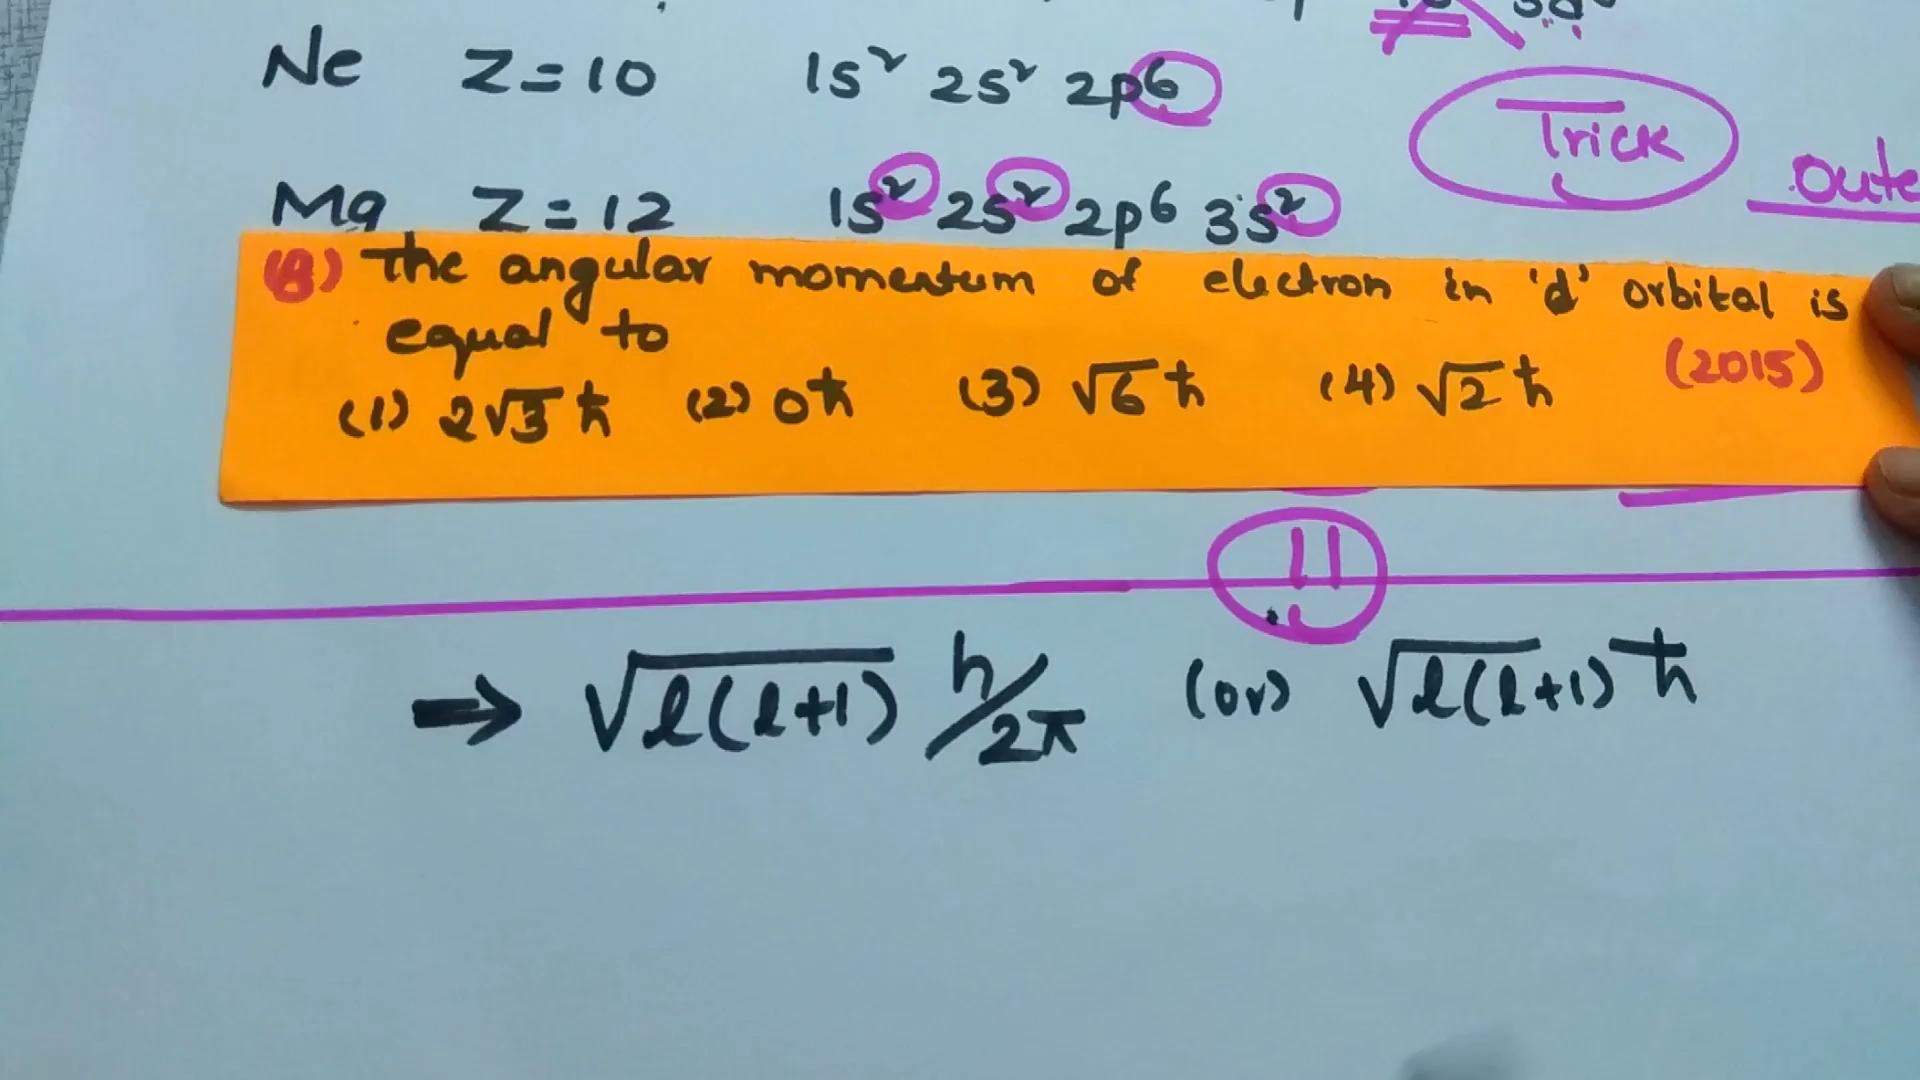 Ne Z=10 1s² 2s² 2p6
Trick
Mg Z=12 1s² 2s² 2p6 3s²
(8) The angular momentum of electron in 'd' orbital is
equal to
(2015)
(1) 2√3 ħ (2) 0ħ (3) √6 ħ (4) √2 ħ
11
⇒ √l(l+1) h/2π (or) √l(l+1) ħ